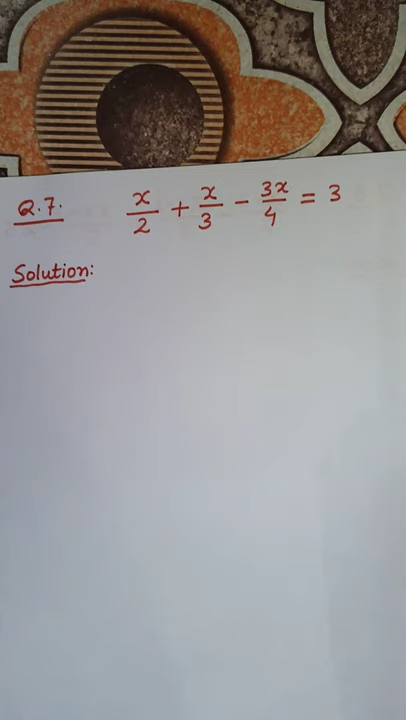 Q.7. x/2 + x/3 - 3x/4 = 3
Solution: